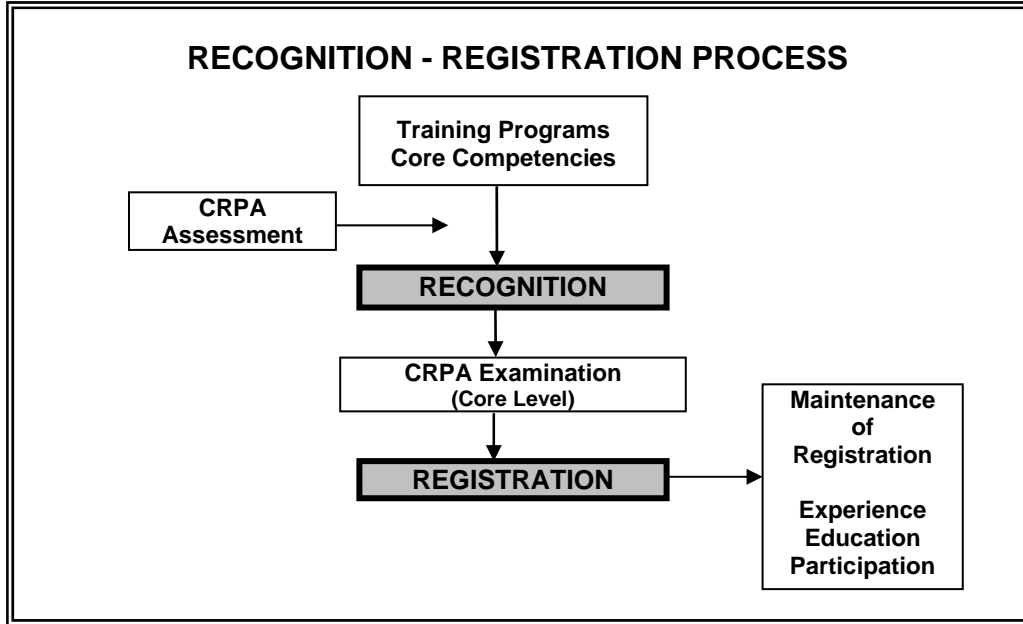 RECOGNITION - REGISTRATION PROCESS
Training Programs
Core Competencies
CRPA
Assessment
RECOGNITION
CRPA Examination
(Core Level)
REGISTRATION
Maintenance
of
Registration
Experience
Education
Participation